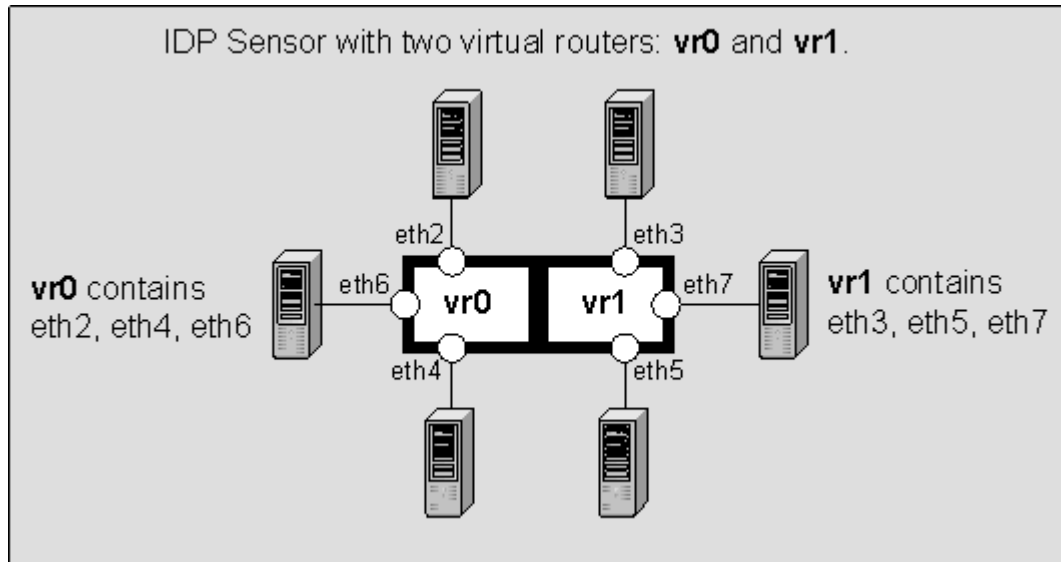 IDP Sensor with two virtual routers: vr0 and vr1.
eth2
eth3
vr0 contains
eth2, eth4, eth6
eth6
vr0
vr1
eth7
vr1 contains
eth3, eth5, eth7
eth4
eth5